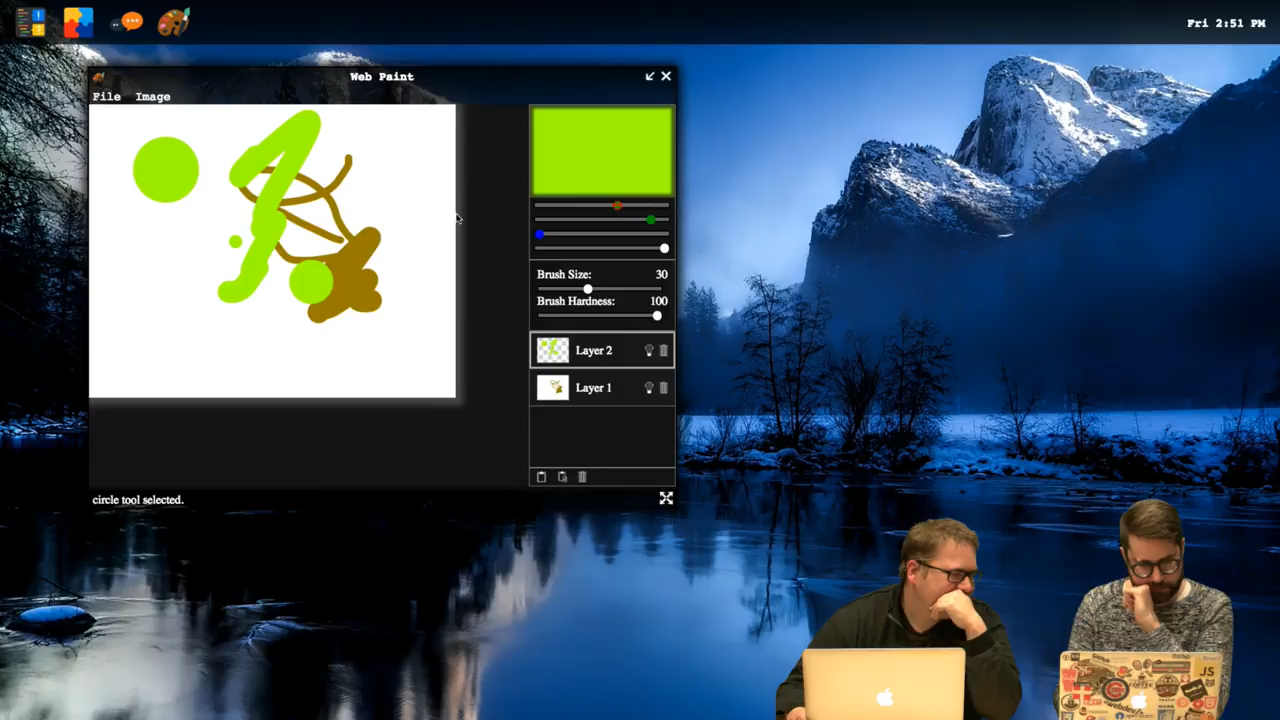 Fri 2:51 PM
Web Paint
File Image
Brush Size: 30
Brush Hardness: 100
Layer 2
Layer 1
circle tool selected.
JS